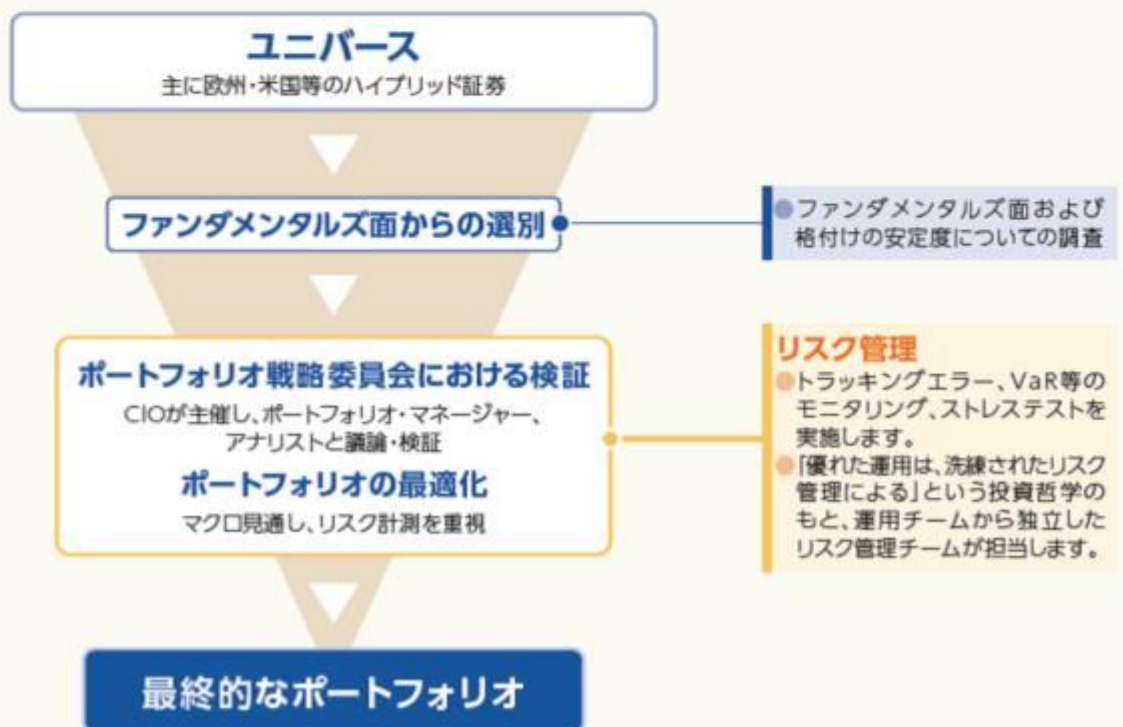 ユニバース
主に欧州・米国等のハイブリッド証券
ファンダメンタルズ面からの選別
●ファンダメンタルズ面および
格付けの安定度についての調査
ポートフォリオ戦略委員会における検証
CIOが主催し、ポートフォリオ・マネージャー、
アナリストと議論・検証
ポートフォリオの最適化
マクロ見通し、リスク計測を重視
リスク管理
●トラッキングエラー、VaR等の
モニタリング、ストレステストを
実施します。
●「優れた運用は、洗練されたリスク
管理による」という投資哲学の
もと、運用チームから独立した
リスク管理チームが担当します。
最終的なポートフォリオ